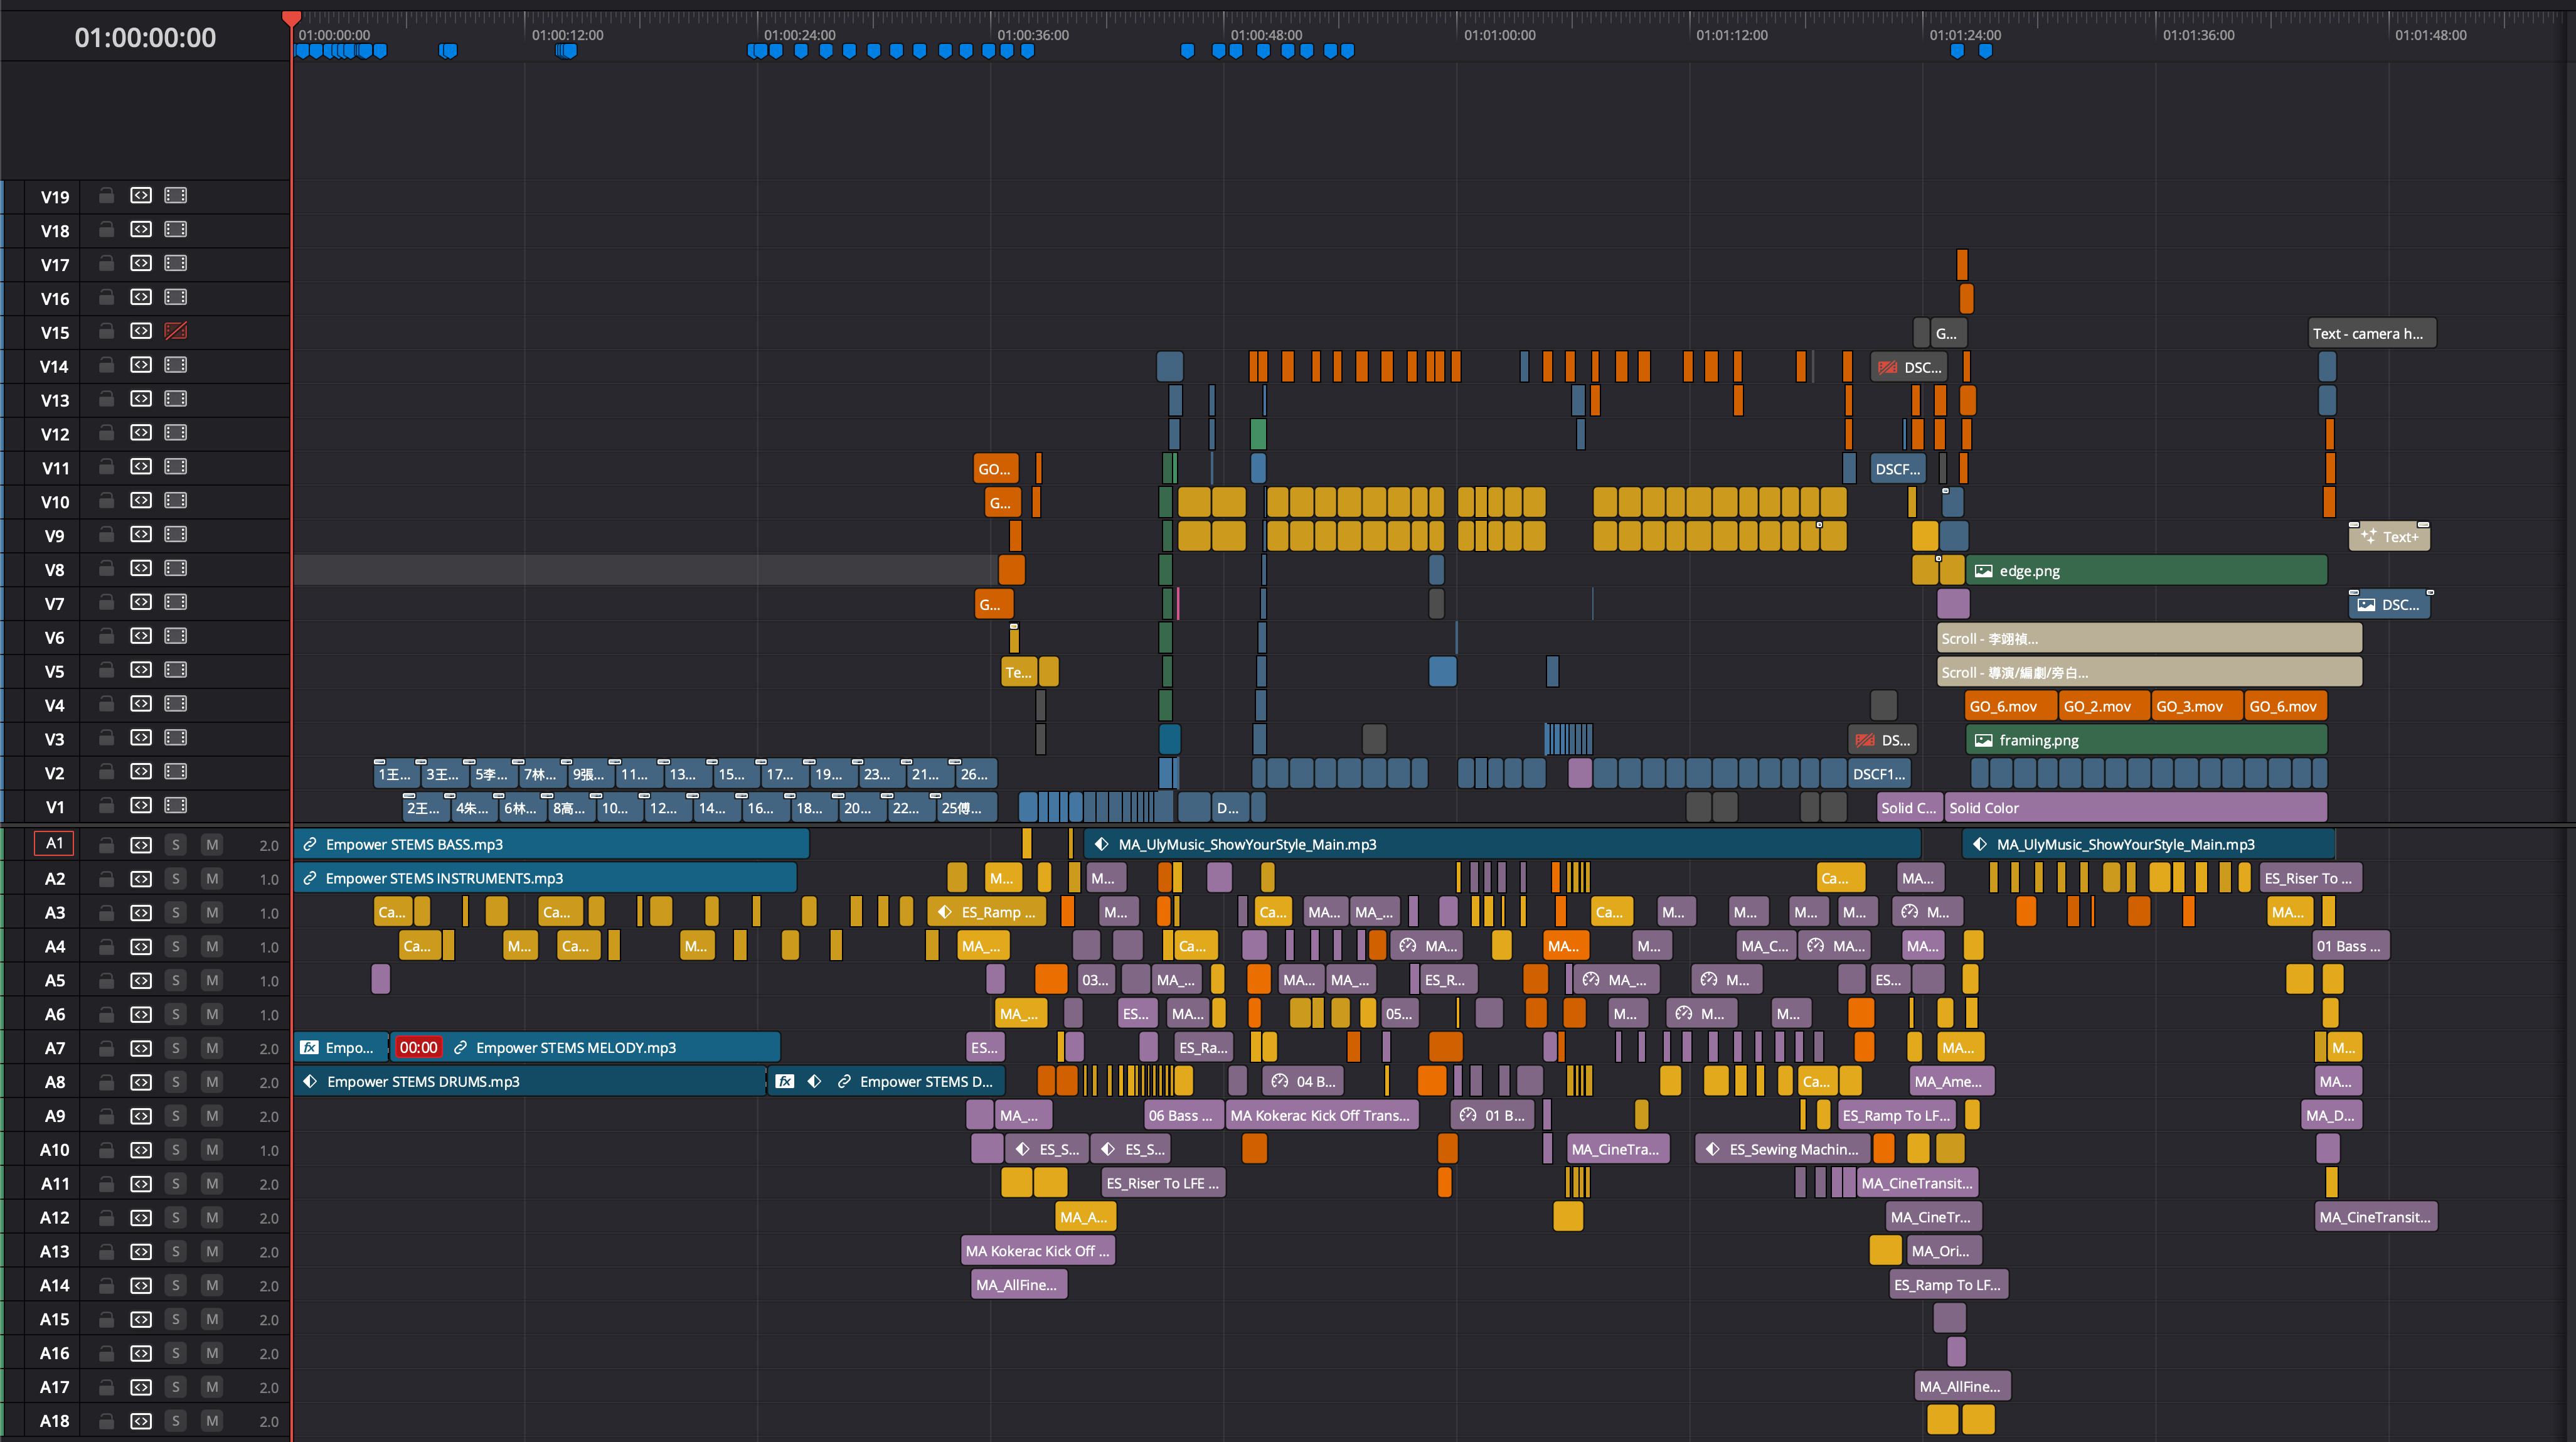 01:00:00:00
01:00:00:00 01:00:12:00 01:00:24:00 01:00:36:00 01:00:48:00 01:01:00:00 01:01:12:00 01:01:24:00 01:01:36:00 01:01:48:00
V19
V18
V17
V16
V15 G... Text - camera h...
V14 DSC...
V13
V12
V11 GO... DSCF...
V10 G...
V9 Text+
V8 edge.png
V7 G... DSC...
V6 Scroll - 李翊禎...
V5 Te... Scroll - 導演/編劇/旁白...
V4 GO_6.mov GO_2.mov GO_3.mov GO_6.mov
V3 DS... framing.png
V2 1王... 3王... 5李... 7林... 9張... 11... 13... 15... 17... 19... 23... 21... 26... DSCF1...
V1 2王... 4朱... 6林... 8高... 10... 12... 14... 16... 18... 20... 22... 25傅... D... Solid C... Solid Color
A1 S M 2.0 Empower STEMS BASS.mp3 MA_UlyMusic_ShowYourStyle_Main.mp3 MA_UlyMusic_ShowYourStyle_Main.mp3
A2 S M 1.0 Empower STEMS INSTRUMENTS.mp3 M... M... Ca... MA... ES_Riser To ...
A3 S M 1.0 Ca... Ca... ES_Ramp ... M... Ca... MA... MA_... Ca... M... M... M... M... M... MA...
A4 S M 1.0 Ca... M... Ca... M... MA_... Ca... MA... MA... M... MA_C... MA... MA... 01 Bass ...
A5 S M 1.0 03... MA_... MA... MA_... ES_R... MA_... M... ES...
A6 S M 1.0 MA_... ES... MA... 05... M... M... M...
A7 S M 2.0 fx Empo... 00:00 Empower STEMS MELODY.mp3 ES... ES_Ra... MA... M...
A8 S M 2.0 Empower STEMS DRUMS.mp3 fx Empower STEMS D... 04 B... Ca... MA_Ame... MA...
A9 S M 2.0 MA_... 06 Bass ... MA Kokerac Kick Off Trans... 01 B... ES_Ramp To LF... MA_D...
A10 S M 1.0 ES_S... ES_S... MA_CineTra... ES_Sewing Machin...
A11 S M 2.0 ES_Riser To LFE ... MA_CineTransit...
A12 S M 2.0 MA_A... MA_CineTr... MA_CineTransit...
A13 S M 2.0 MA Kokerac Kick Off ... MA_Ori...
A14 S M 2.0 MA_AllFine... ES_Ramp To LF...
A15 S M 2.0
A16 S M 2.0
A17 S M 2.0 MA_AllFine...
A18 S M 2.0